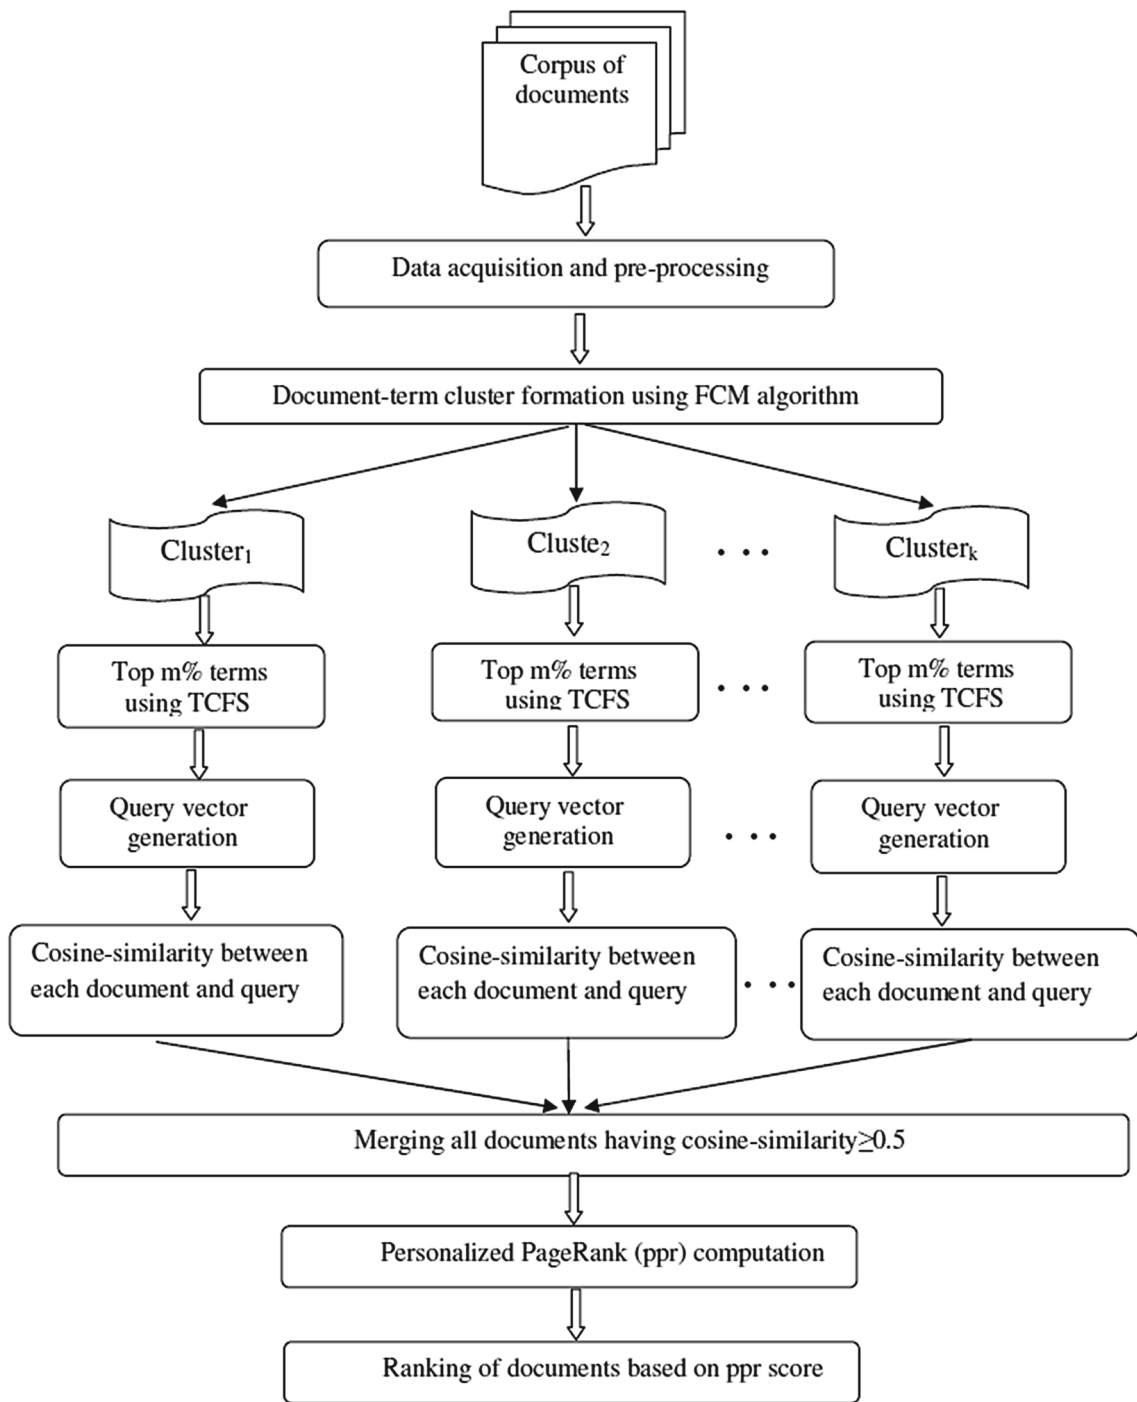 Corpus of
documents
Data acquisition and pre-processing
Document-term cluster formation using FCM algorithm
Cluster₁
Cluste₂
. . .
Clusterₖ
Top m% terms
using TCFS
Top m% terms
using TCFS
. . .
Top m% terms
using TCFS
Query vector
generation
Query vector
generation
. . .
Query vector
generation
Cosine-similarity between
each document and query
Cosine-similarity between
each document and query
. . .
Cosine-similarity between
each document and query
Merging all documents having cosine-similarity≥0.5
Personalized PageRank (ppr) computation
Ranking of documents based on ppr score